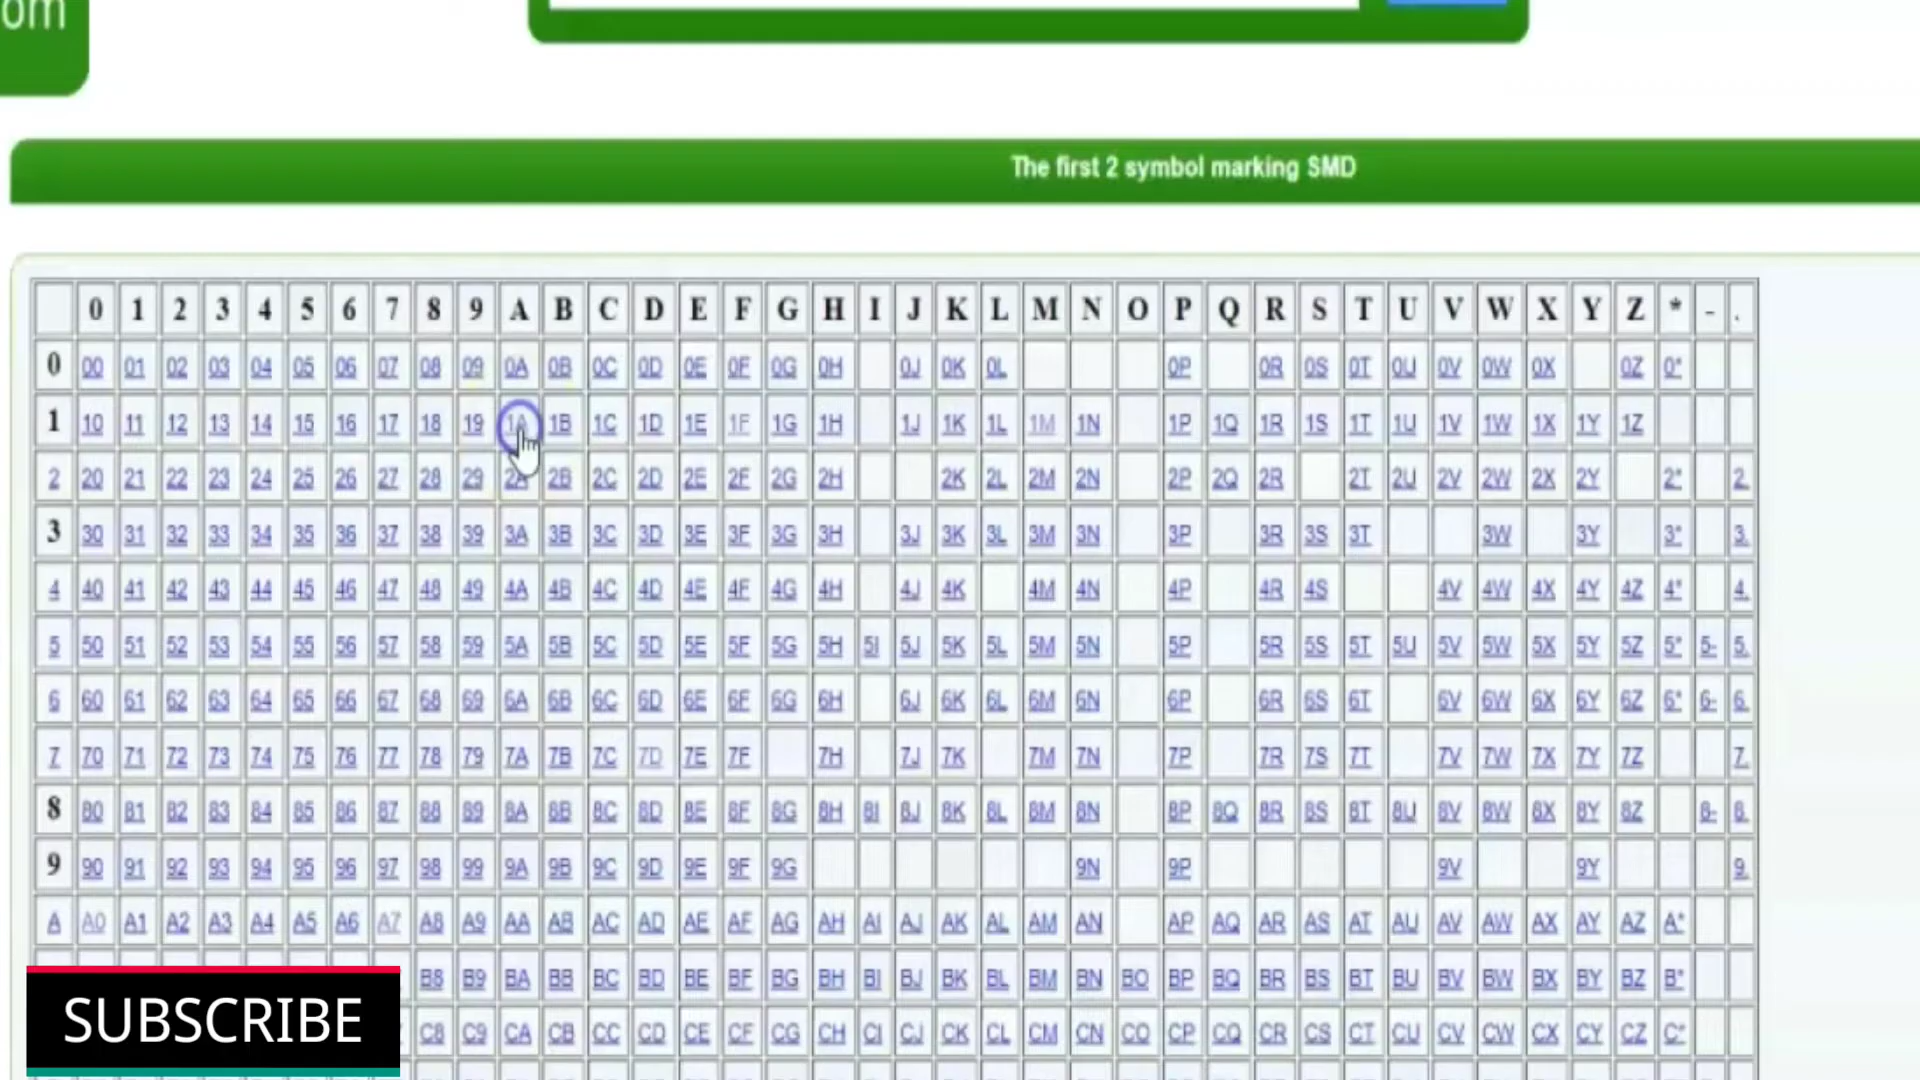 om
The first 2 symbol marking SMD
0 1 2 3 4 5 6 7 8 9 A B C D E F G H I J K L M N O P Q R S T U V W X Y Z * - .
0 00 01 02 03 04 05 06 07 08 09 0A 0B 0C 0D 0E 0F 0G 0H 0J 0K 0L 0P 0R 0S 0T 0U 0V 0W 0X 0Z 0*
1 10 11 12 13 14 15 16 17 18 19 1A 1B 1C 1D 1E 1F 1G 1H 1J 1K 1L 1M 1N 1P 1Q 1R 1S 1T 1U 1V 1W 1X 1Y 1Z
2 20 21 22 23 24 25 26 27 28 29 2A 2B 2C 2D 2E 2F 2G 2H 2K 2L 2M 2N 2P 2Q 2R 2T 2U 2V 2W 2X 2Y 2* 2.
3 30 31 32 33 34 35 36 37 38 39 3A 3B 3C 3D 3E 3F 3G 3H 3J 3K 3L 3M 3N 3P 3R 3S 3T 3W 3Y 3* 3.
4 40 41 42 43 44 45 46 47 48 49 4A 4B 4C 4D 4E 4F 4G 4H 4J 4K 4M 4N 4P 4R 4S 4V 4W 4X 4Y 4Z 4* 4.
5 50 51 52 53 54 55 56 57 58 59 5A 5B 5C 5D 5E 5F 5G 5H 5I 5J 5K 5L 5M 5N 5P 5R 5S 5T 5U 5V 5W 5X 5Y 5Z 5* 5- 5.
6 60 61 62 63 64 65 66 67 68 69 6A 6B 6C 6D 6E 6F 6G 6H 6J 6K 6L 6M 6N 6P 6R 6S 6T 6V 6W 6X 6Y 6Z 6* 6- 6.
7 70 71 72 73 74 75 76 77 78 79 7A 7B 7C 7D 7E 7F 7H 7J 7K 7M 7N 7P 7R 7S 7T 7V 7W 7X 7Y 7Z 7.
8 80 81 82 83 84 85 86 87 88 89 8A 8B 8C 8D 8E 8F 8G 8H 8I 8J 8K 8L 8M 8N 8P 8Q 8R 8S 8T 8U 8V 8W 8X 8Y 8Z 8- 8.
9 90 91 92 93 94 95 96 97 98 99 9A 9B 9C 9D 9E 9F 9G 9N 9P 9V 9Y 9.
A A0 A1 A2 A3 A4 A5 A6 A7 A8 A9 AA AB AC AD AE AF AG AH AI AJ AK AL AM AN AP AQ AR AS AT AU AV AW AX AY AZ A*
B8 B9 BA BB BC BD BE BF BG BH BI BJ BK BL BM BN BO BP BQ BR BS BT BU BV BW BX BY BZ B*
C8 C9 CA CB CC CD CE CF CG CH CI CJ CK CL CM CN CO CP CQ CR CS CT CU CV CW CX CY CZ C*
SUBSCRIBE